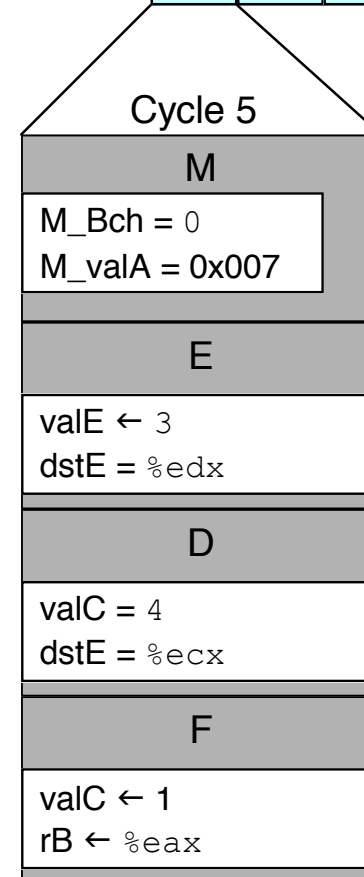 Cycle 5
M
M_Bch = 0
M_valA = 0x007
E
valE ← 3
dstE = %edx
D
valC = 4
dstE = %ecx
F
valC ← 1
rB ← %eax